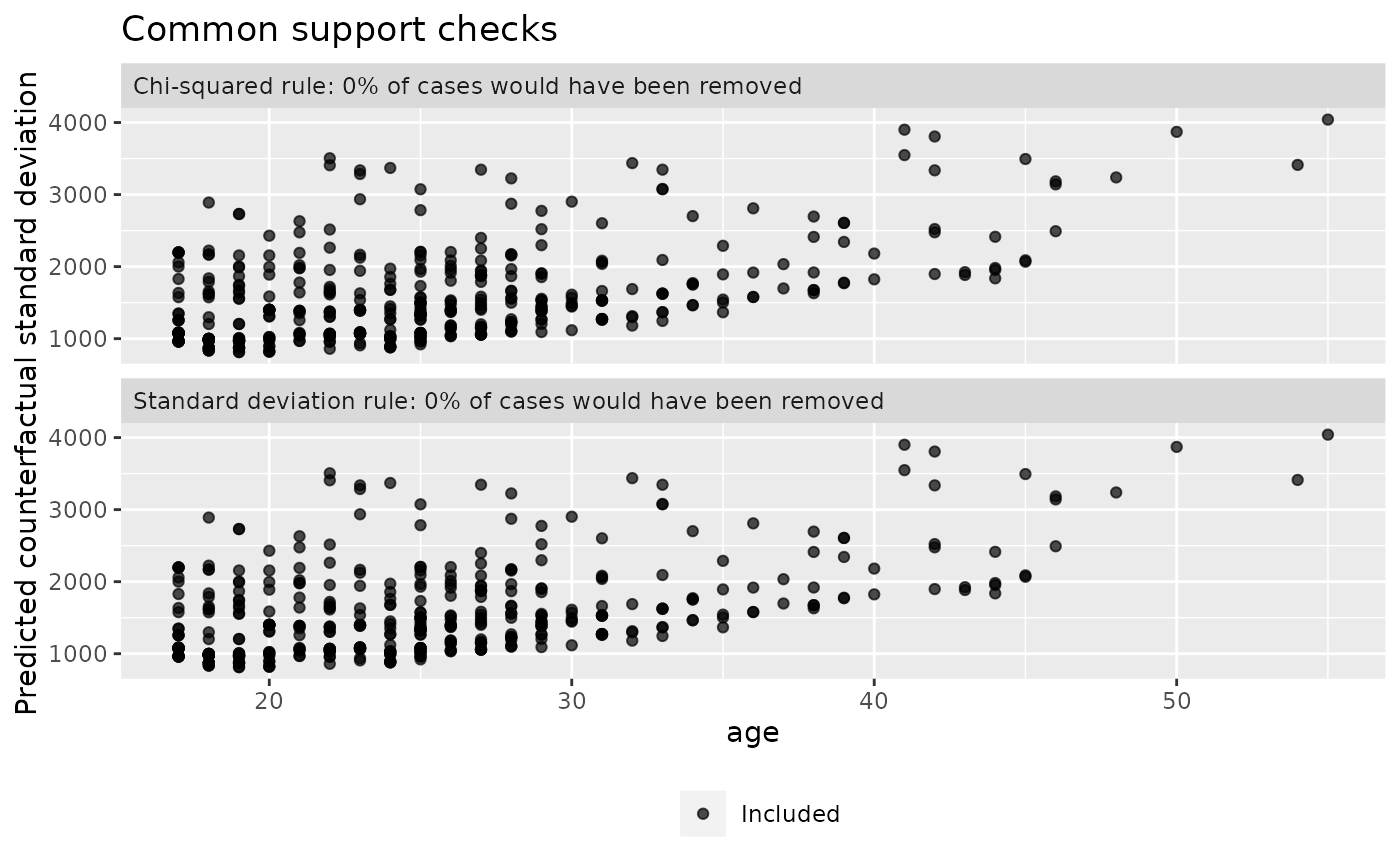 Common support checks
Predicted counterfactual standard deviation
Chi-squared rule: 0% of cases would have been removed
4000
3000
2000
1000
Standard deviation rule: 0% of cases would have been removed
4000
3000
2000
1000
20 30 40 50
age
Included